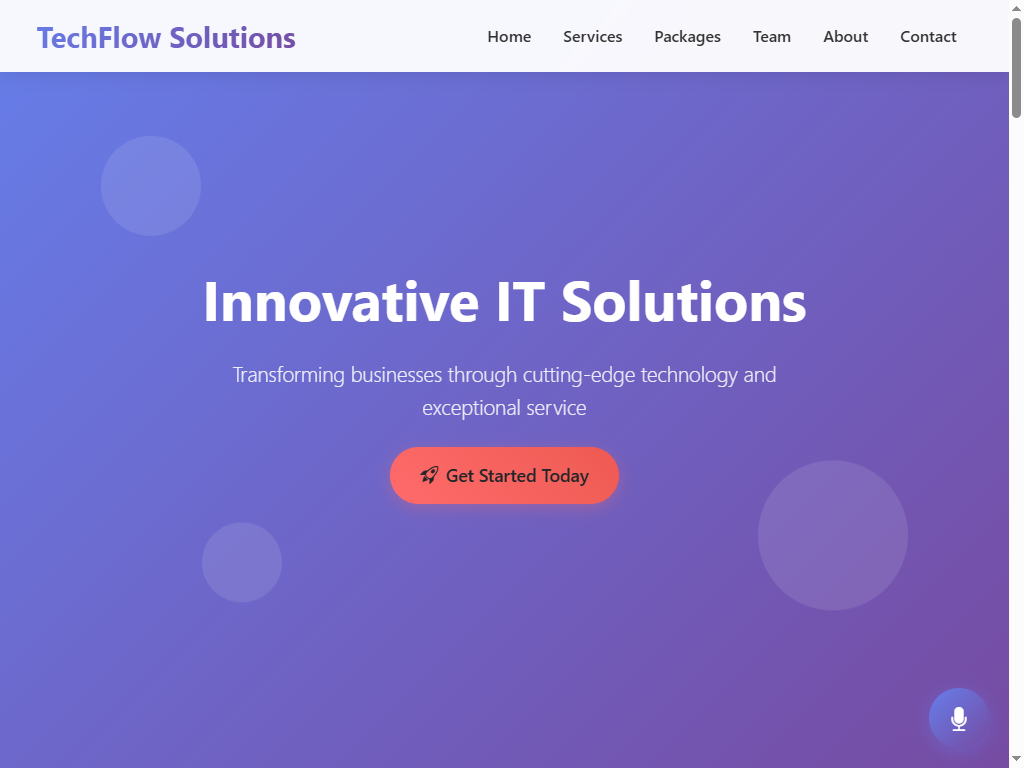 TechFlow Solutions
Home Services Packages Team About Contact
Innovative IT Solutions
Transforming businesses through cutting-edge technology and
exceptional service
Get Started Today